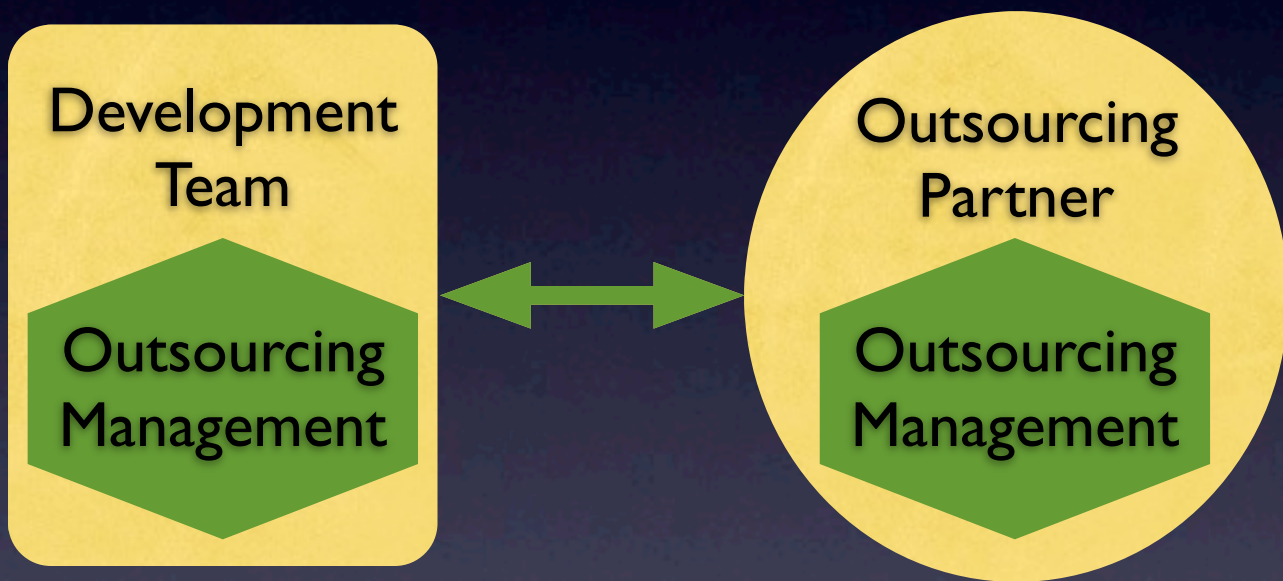 Development
Team
Outsourcing
Management
Outsourcing
Partner
Outsourcing
Management